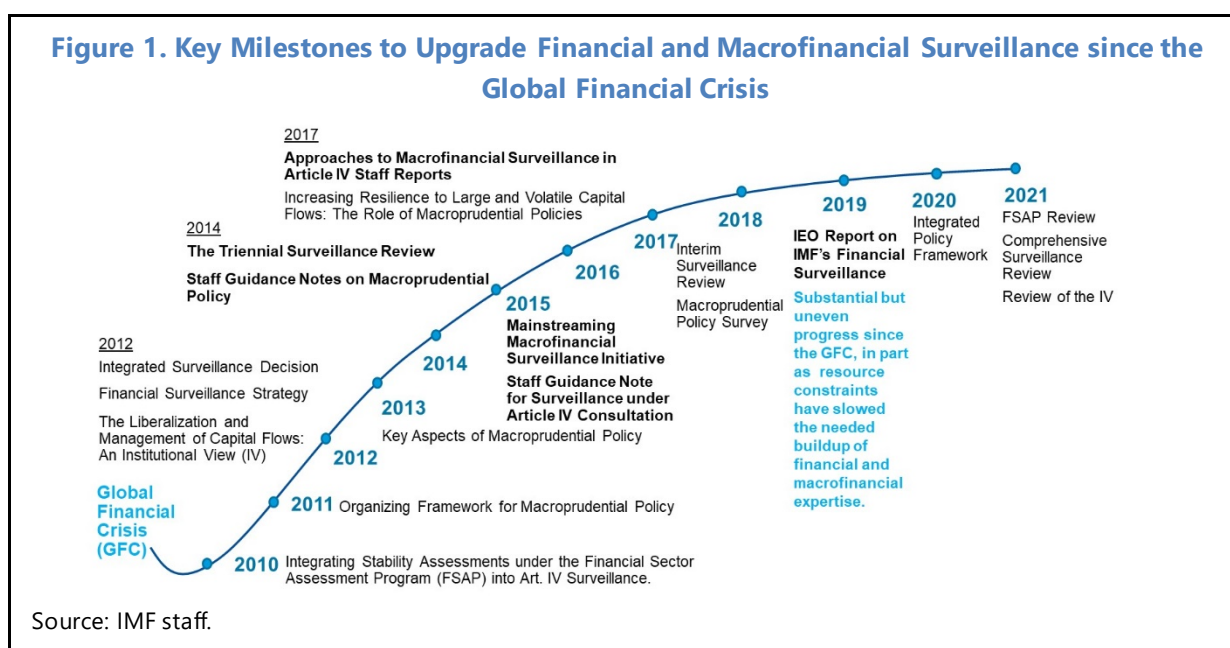 Figure 1. Key Milestones to Upgrade Financial and Macrofinancial Surveillance since the
Global Financial Crisis
2017
Approaches to Macrofinancial Surveillance in
Article IV Staff Reports
Increasing Resilience to Large and Volatile Capital
Flows: The Role of Macroprudential Policies
2014
The Triennial Surveillance Review
Staff Guidance Notes on Macroprudential
Policy
2012
Integrated Surveillance Decision
Financial Surveillance Strategy
The Liberalization and
Management of Capital Flows:
An Institutional View (IV)
Global
Financial
Crisis
(GFC)
2010
Integrating Stability Assessments under the Financial Sector
Assessment Program (FSAP) into Art. IV Surveillance.
2011
Organizing Framework for Macroprudential Policy
2012
2013
Key Aspects of Macroprudential Policy
2014
2015
Mainstreaming
Macrofinancial
Surveillance Initiative
Staff Guidance Note
for Surveillance under
Article IV Consultation
2016
2017
2018
Interim
Surveillance
Review
Macroprudential
Policy Survey
2019
IEO Report on
IMF's Financial
Surveillance
Substantial but
uneven
progress since
the GFC, in part
as resource
constraints
have slowed
the needed
buildup of
financial and
macrofinancial
expertise.
2020
Integrated
Policy
Framework
2021
FSAP Review
Comprehensive
Surveillance
Review
Review of the IV
Source: IMF staff.